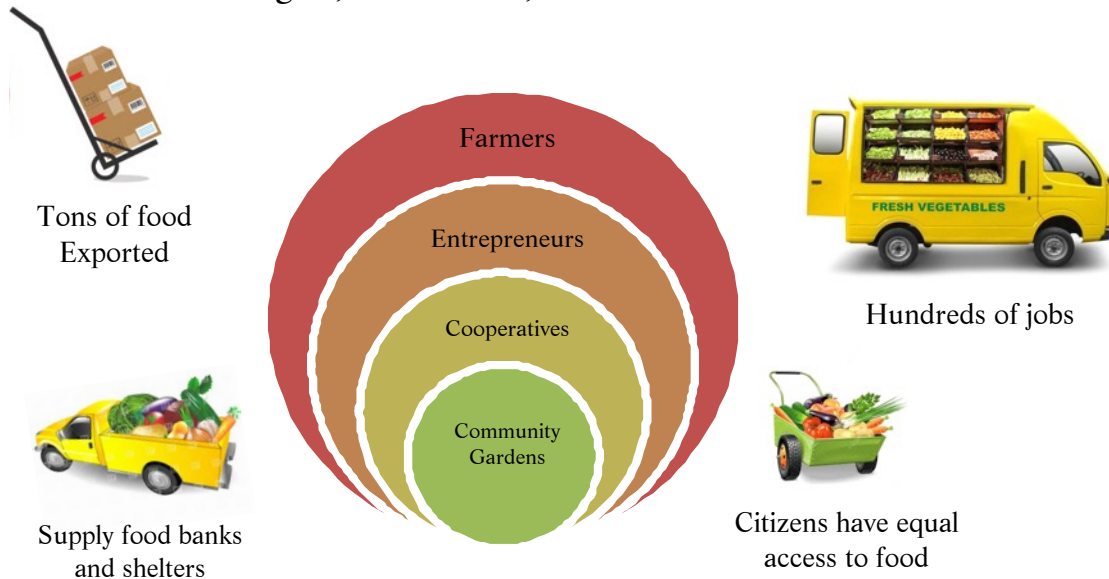 Farmers
Tons of food
Exported
FRESH VEGETABLES
Entrepreneurs
Hundreds of jobs
Cooperatives
Community
Gardens
Supply food banks
and shelters
Citizens have equal
access to food